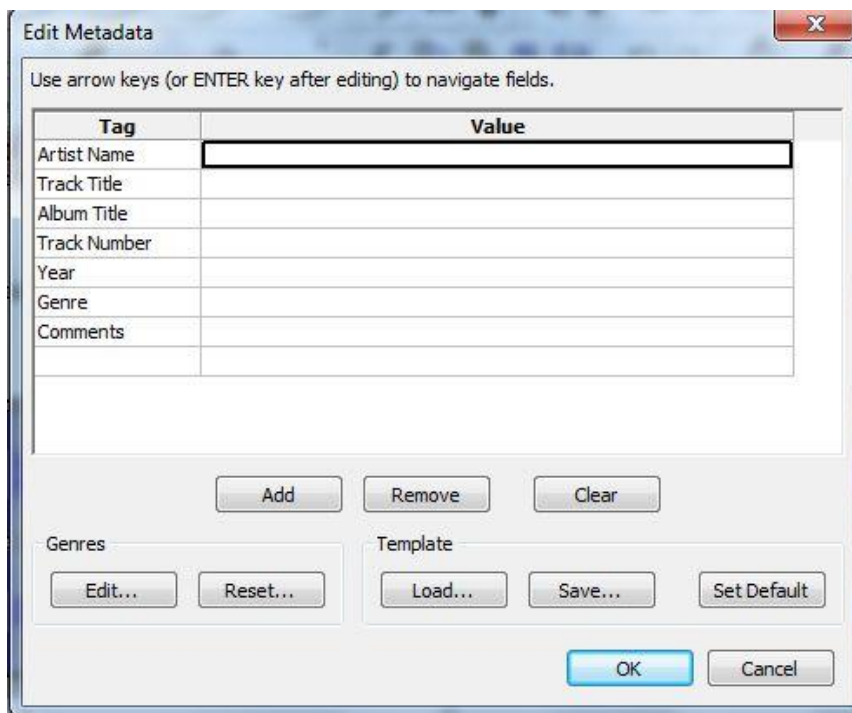 Edit Metadata
Use arrow keys (or ENTER key after editing) to navigate fields.
Tag Value
Artist Name
Track Title
Album Title
Track Number
Year
Genre
Comments
Add Remove Clear
Genres Template
Edit... Reset... Load... Save... Set Default
OK Cancel